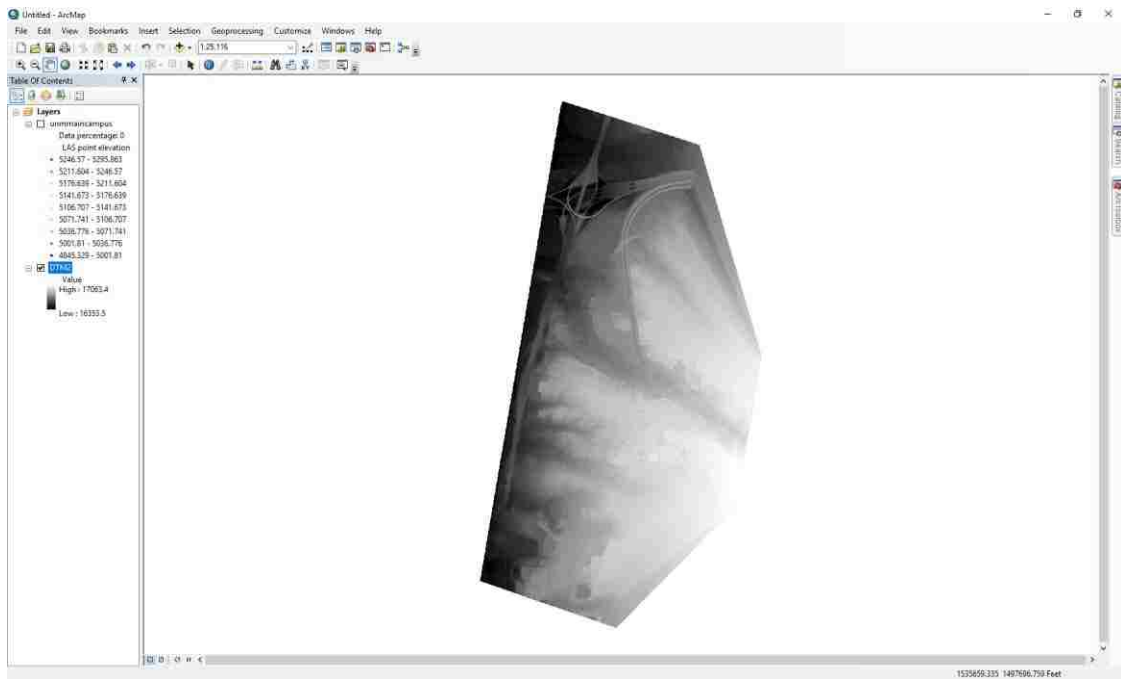 Untitled - ArcMap
File Edit View Bookmarks Insert Selection Geoprocessing Customize Windows Help
1:25,116
Table Of Contents
Layers
unmmaincampus
Data percentage: 0
LAS point elevation
5246.57 - 5295.863
5211.604 - 5246.57
5176.639 - 5211.604
5141.673 - 5176.639
5106.707 - 5141.673
5071.741 - 5106.707
5036.776 - 5071.741
5001.81 - 5036.776
4845.329 - 5001.81
DTM2
Value
High : 17063.4
Low : 16353.5
Catalog
Search
ArcToolbox
1535659.335 1497696.759 Feet